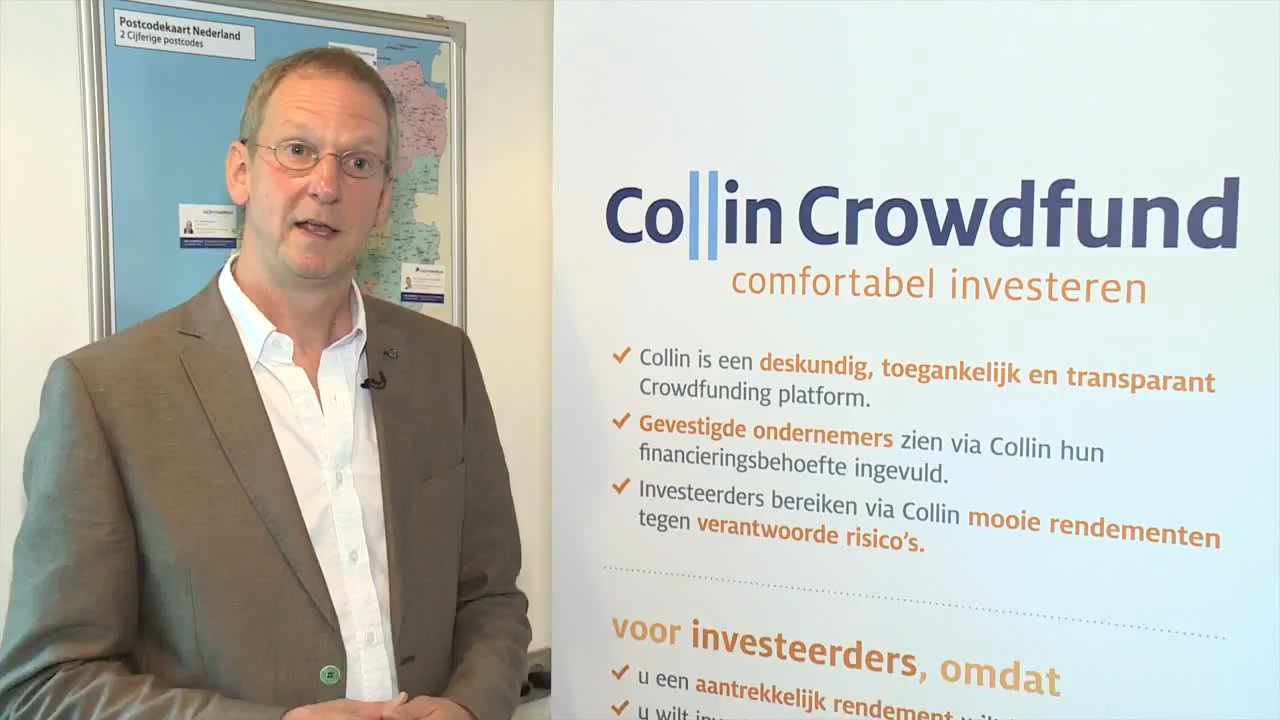 Postcodekaart Nederland
2 Cijferige postcodes
Collin Crowdfund
comfortabel investeren
Collin is een deskundig, toegankelijk en transparant
Crowdfunding platform.
Gevestigde ondernemers zien via Collin hun
financieringsbehoefte ingevuld.
Investeerders bereiken via Collin mooie rendementen
tegen verantwoorde risico's.
voor investeerders, omdat
u een aantrekkelijk rendement
u wilt